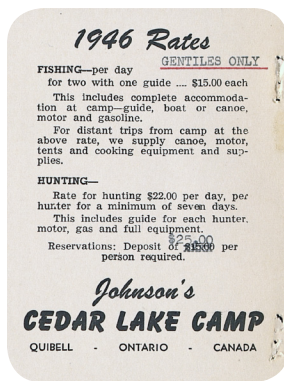 1946 Rates
GENTILES ONLY
FISHING—per day
for two with one guide .... $15.00 each
This includes complete accommoda-
tion at camp—guide, boat or canoe,
motor and gasoline.
For distant trips from camp at the
above rate, we supply canoe, motor,
tents and cooking equipment and sup-
plies.
HUNTING—
Rate for hunting $22.00 per day, per
hunter for a minimum of seven days.
This includes guide for each hunter,
motor, gas and full equipment.
$25.00
Reservations; Deposit of per
person required.
Johnson's
CEDAR LAKE CAMP
QUIBELL - ONTARIO - CANADA